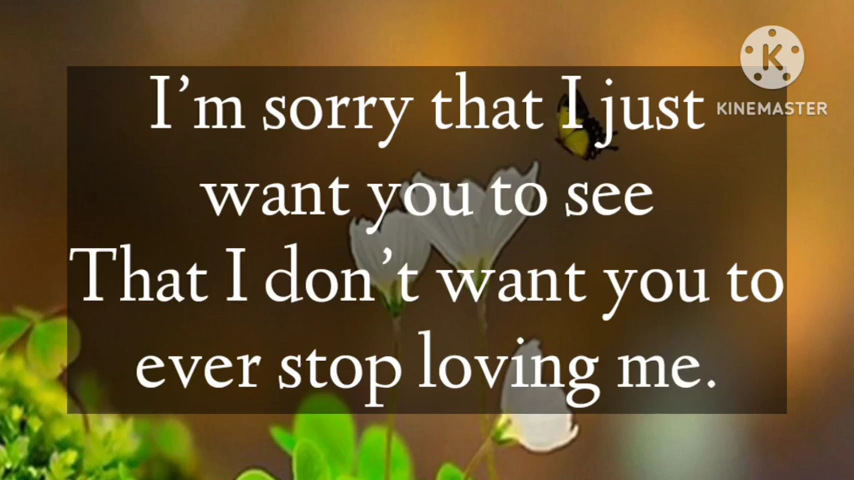 I’m sorry that I just
want you to see
That I don’t want you to
ever stop loving me.
K
KINEMASTER